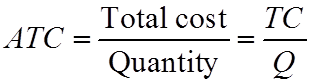 ATC = Total cost / Quantity = TC / Q